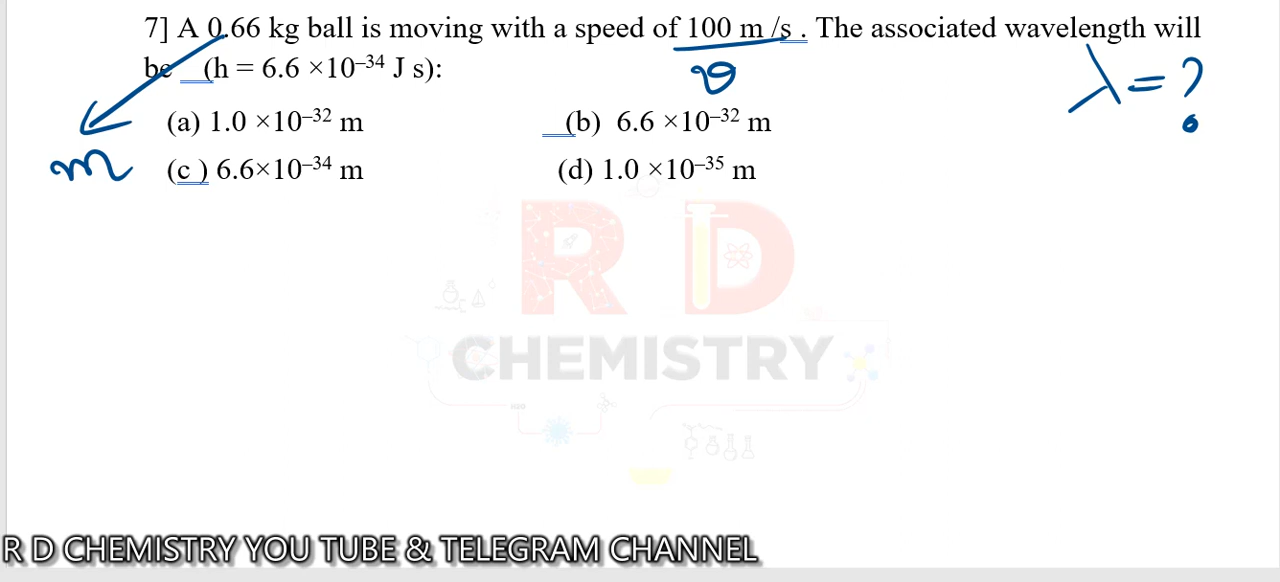 7] A 0.66 kg ball is moving with a speed of 100 m /s . The associated wavelength will
be (h = 6.6 ×10⁻³⁴ J s):
ϑ
λ = ?
(a) 1.0 ×10⁻³² m
(b) 6.6 ×10⁻³² m
m
(c ) 6.6×10⁻³⁴ m
(d) 1.0 ×10⁻³⁵ m
R D
CHEMISTRY
R D CHEMISTRY YOU TUBE & TELEGRAM CHANNEL